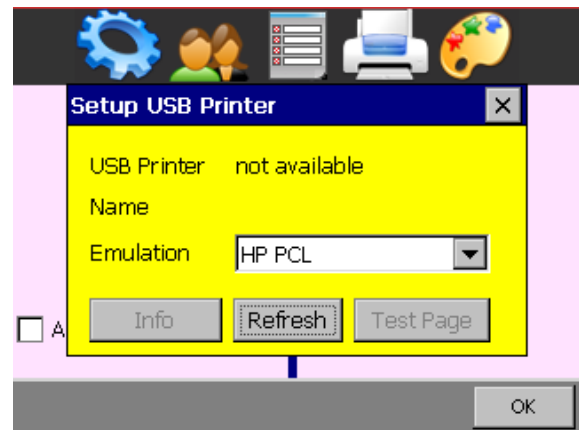 Setup USB Printer
USB Printer not available
Name
Emulation HP PCL
Info Refresh Test Page
A
OK